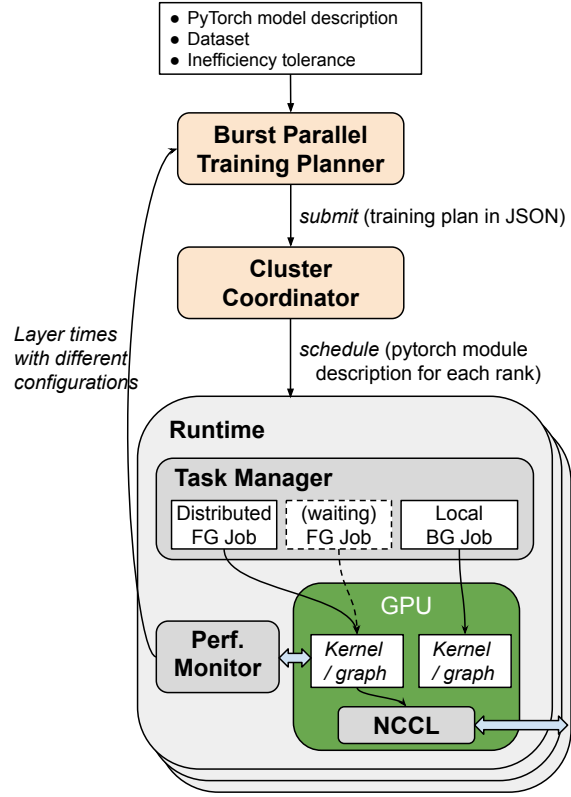 ● PyTorch model description
● Dataset
● Inefficiency tolerance
Burst Parallel
Training Planner
submit (training plan in JSON)
Cluster
Coordinator
Layer times
with different
configurations
schedule (pytorch module
description for each rank)
Runtime
Task Manager
Distributed
FG Job
(waiting)
FG Job
Local
BG Job
GPU
Perf.
Monitor
Kernel
/ graph
Kernel
/ graph
NCCL